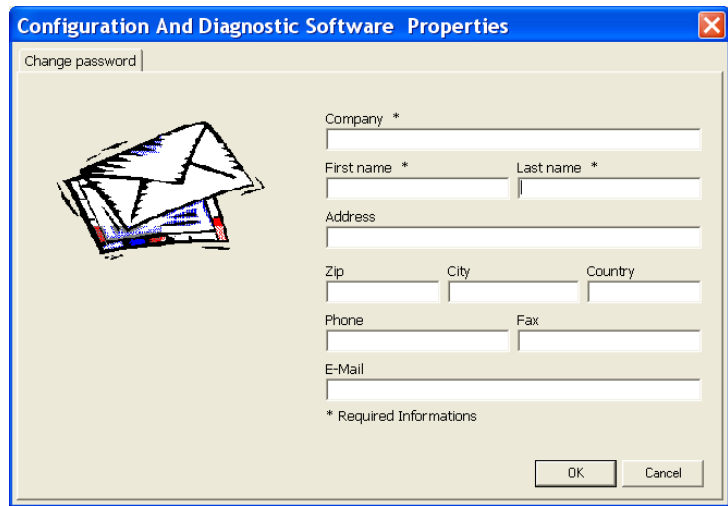 Configuration And Diagnostic Software Properties
Change password
Company *
First name * Last name *
Address
Zip City Country
Phone Fax
E-Mail
* Required Informations
OK Cancel